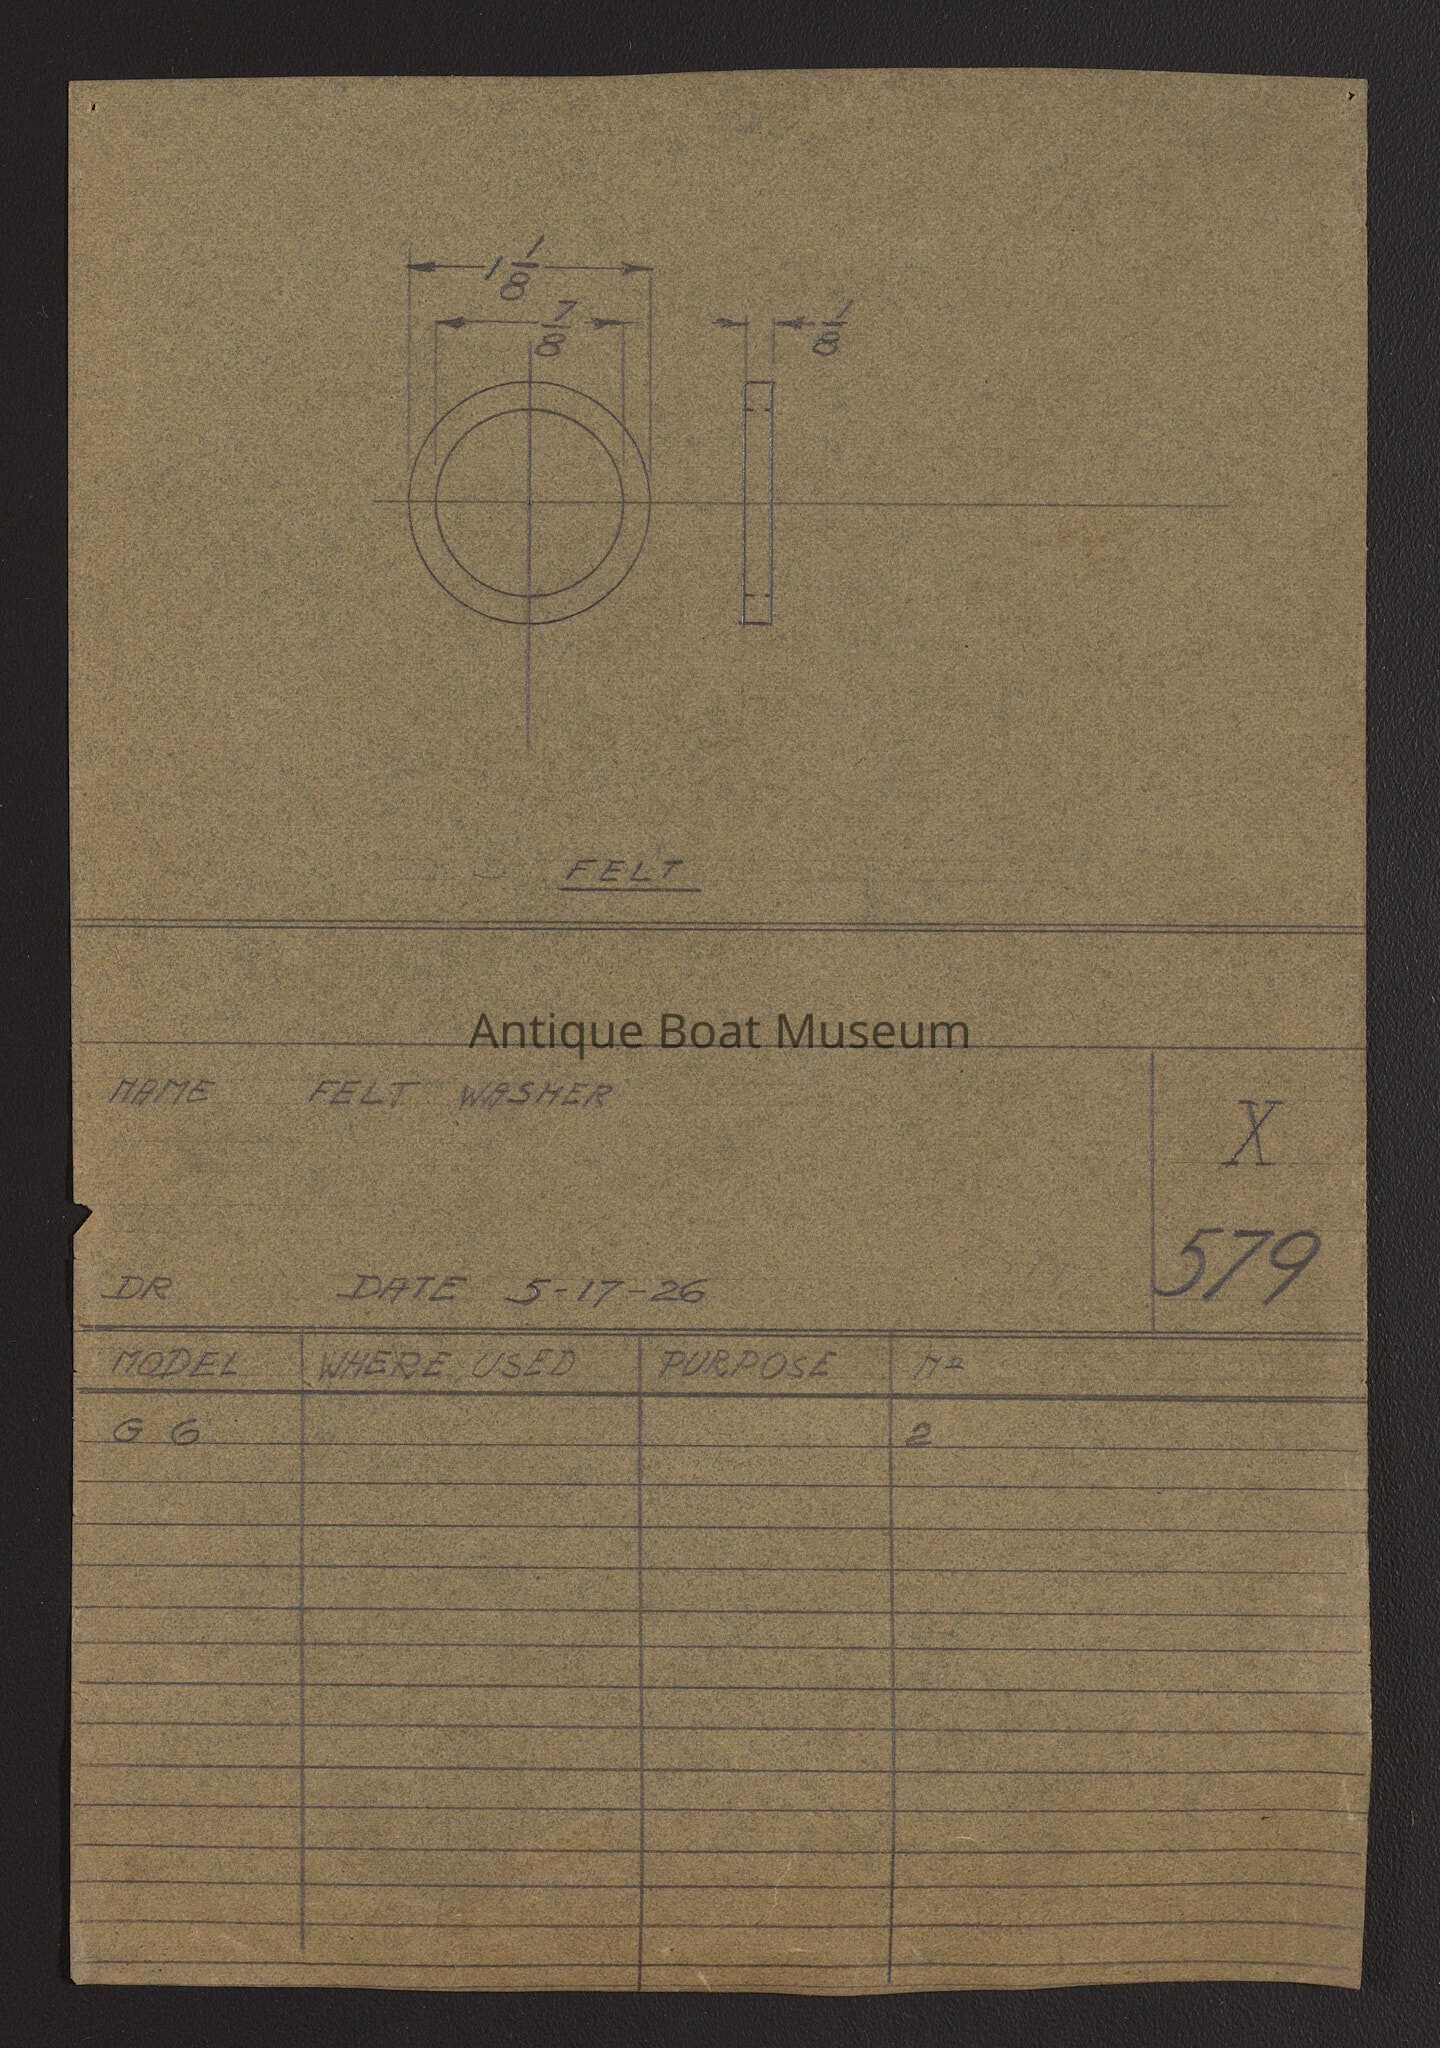 1 1/8
7/8
1/8
FELT
Antique Boat Museum
NAME FELT WASHER
X
579
DR DATE 5-17-26
MODEL WHERE USED PURPOSE Nº
G 6 2